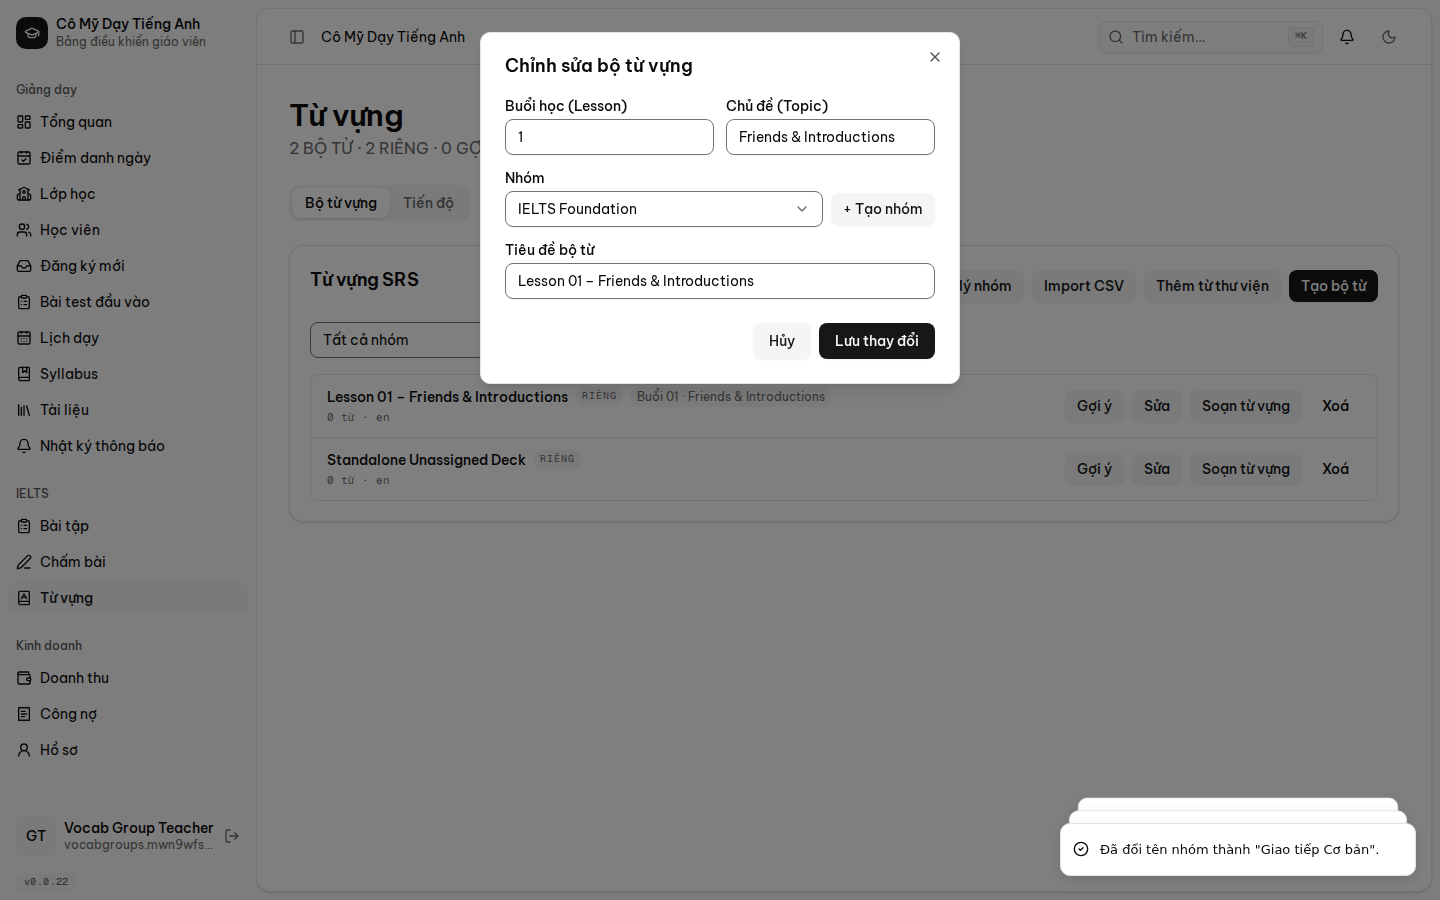 Cô Mỹ Dạy Tiếng Anh
Bảng điều khiển giáo viên
Giảng dạy
Tổng quan
Điểm danh ngày
Lớp học
Học viên
Đăng ký mới
Bài test đầu vào
Lịch dạy
Syllabus
Tài liệu
Nhật ký thông báo
IELTS
Bài tập
Chấm bài
Từ vựng
Kinh doanh
Doanh thu
Công nợ
Hồ sơ
GT
Vocab Group Teacher
vocabgroups.mwn9wfs...
v0.0.22
Cô Mỹ Dạy Tiếng Anh
Tìm kiếm...
⌘K
Từ vựng
2 BỘ TỪ · 2 RIÊNG · 0 GỢ
Bộ từ vựng
Tiến độ
Từ vựng SRS
lý nhóm
Import CSV
Thêm từ thư viện
Tạo bộ từ
Tất cả nhóm
Lesson 01 – Friends & Introductions
RIÊNG
Buổi 01 · Friends & Introductions
0 từ · en
Gợi ý
Sửa
Soạn từ vựng
Xoá
Standalone Unassigned Deck
RIÊNG
0 từ · en
Gợi ý
Sửa
Soạn từ vựng
Xoá
Chỉnh sửa bộ từ vựng
Buổi học (Lesson)
Chủ đề (Topic)
1
Friends & Introductions
Nhóm
IELTS Foundation
+ Tạo nhóm
Tiêu đề bộ từ
Lesson 01 – Friends & Introductions
Hủy
Lưu thay đổi
Đã đổi tên nhóm thành "Giao tiếp Cơ bản".